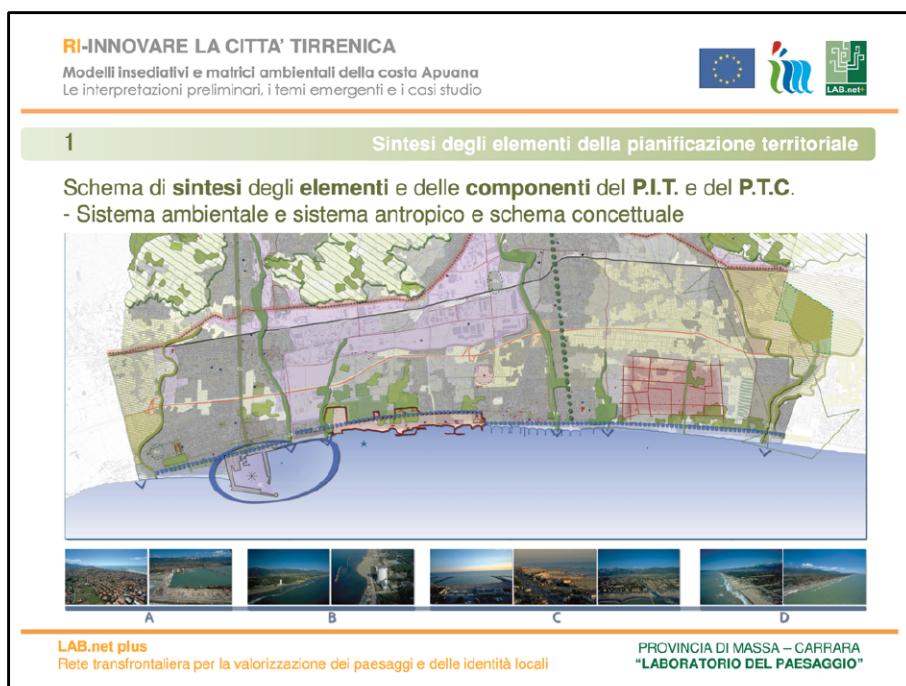 RI-INNOVARE LA CITTA' TIRRENICA
Modelli insediativi e matrici ambientali della costa Apuana
Le interpretazioni preliminari, i temi emergenti e i casi studio
LAB.net+
1
Sintesi degli elementi della pianificazione territoriale
Schema di sintesi degli elementi e delle componenti del P.I.T. e del P.T.C.
- Sistema ambientale e sistema antropico e schema concettuale
A
B
C
D
LAB.net plus
Rete transfrontaliera per la valorizzazione dei paesaggi e delle identità locali
PROVINCIA DI MASSA – CARRARA
"LABORATORIO DEL PAESAGGIO"